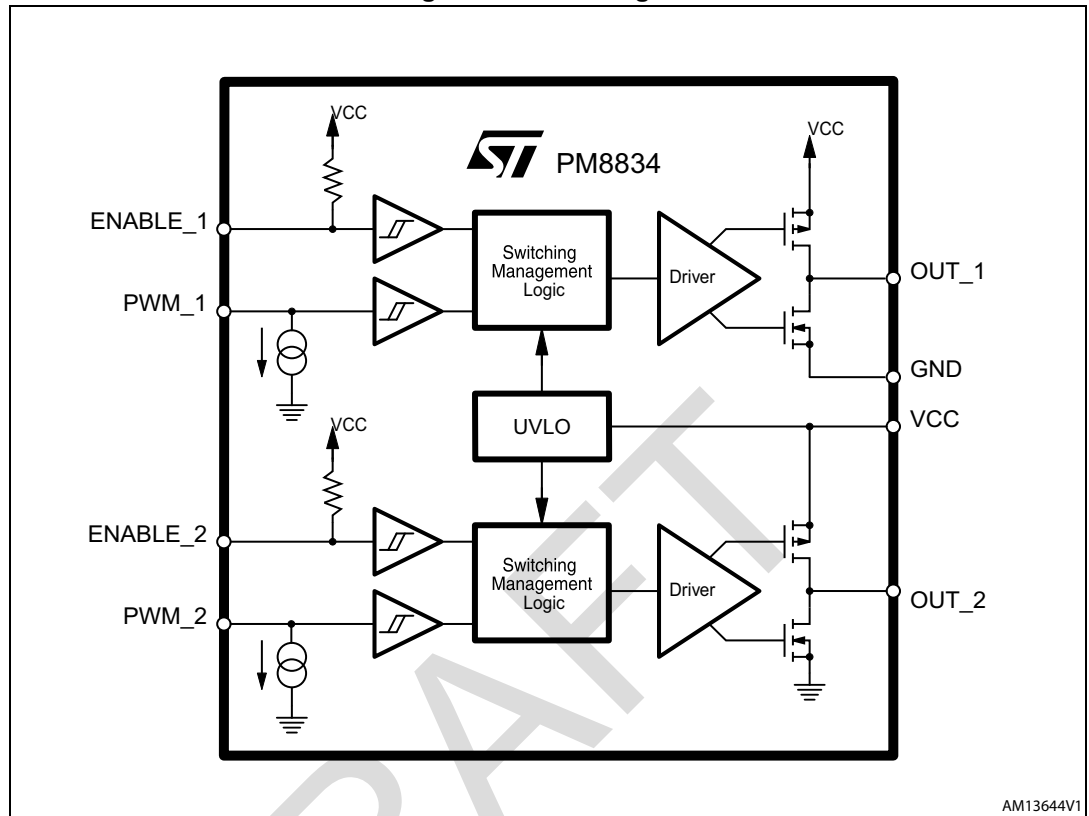 VCC
VCC
ST PM8834
ENABLE_1
Switching
Management
Logic
Driver
OUT_1
PWM_1
GND
UVLO
VCC
VCC
ENABLE_2
Switching
Management
Logic
Driver
OUT_2
PWM_2
AM13644V1